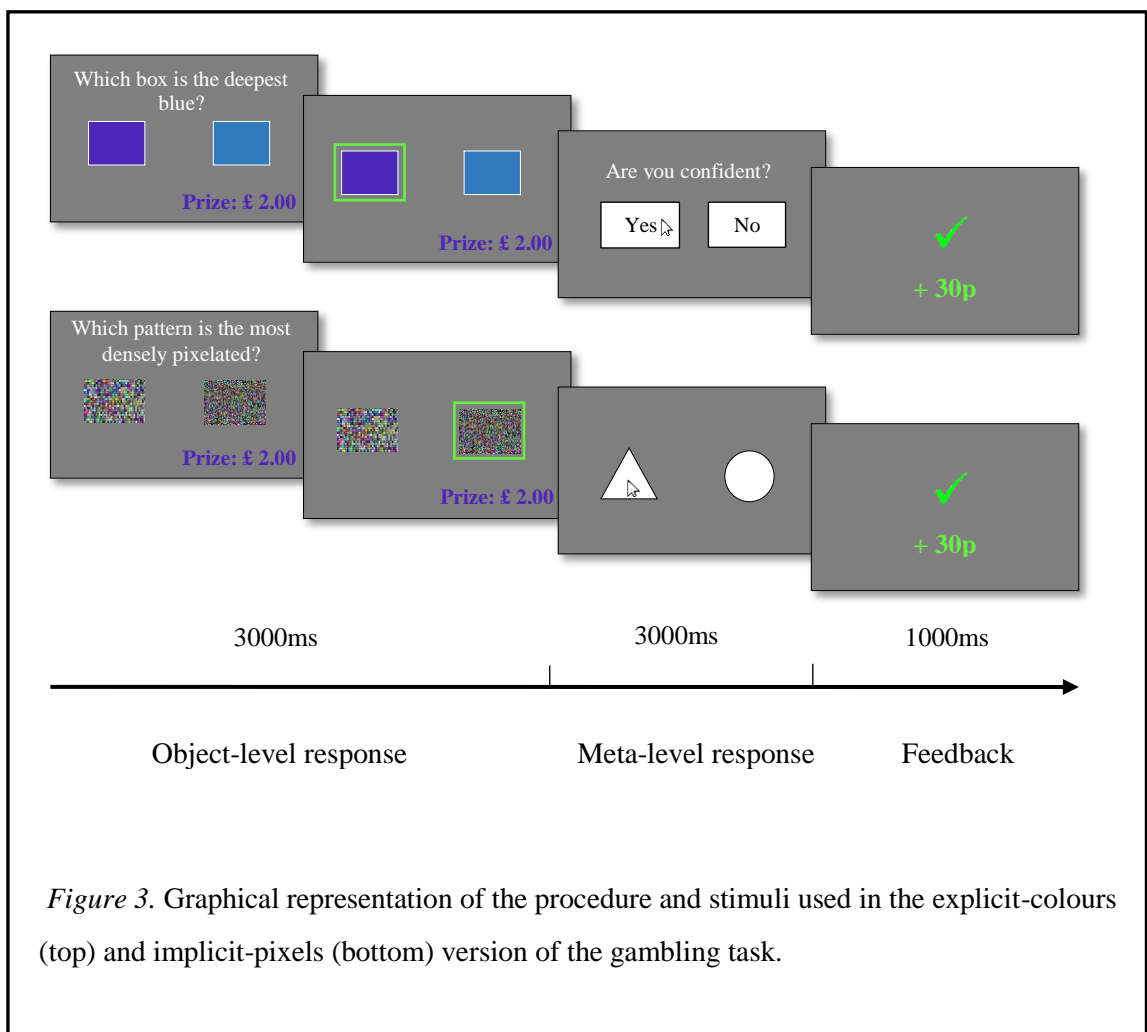 Which box is the deepest
blue?
Prize: £ 2.00
Prize: £ 2.00
Are you confident?
Yes No
+ 30p
Which pattern is the most
densely pixelated?
Prize: £ 2.00
Prize: £ 2.00
+ 30p
3000ms 3000ms 1000ms
Object-level response Meta-level response Feedback
Figure 3. Graphical representation of the procedure and stimuli used in the explicit-colours
(top) and implicit-pixels (bottom) version of the gambling task.